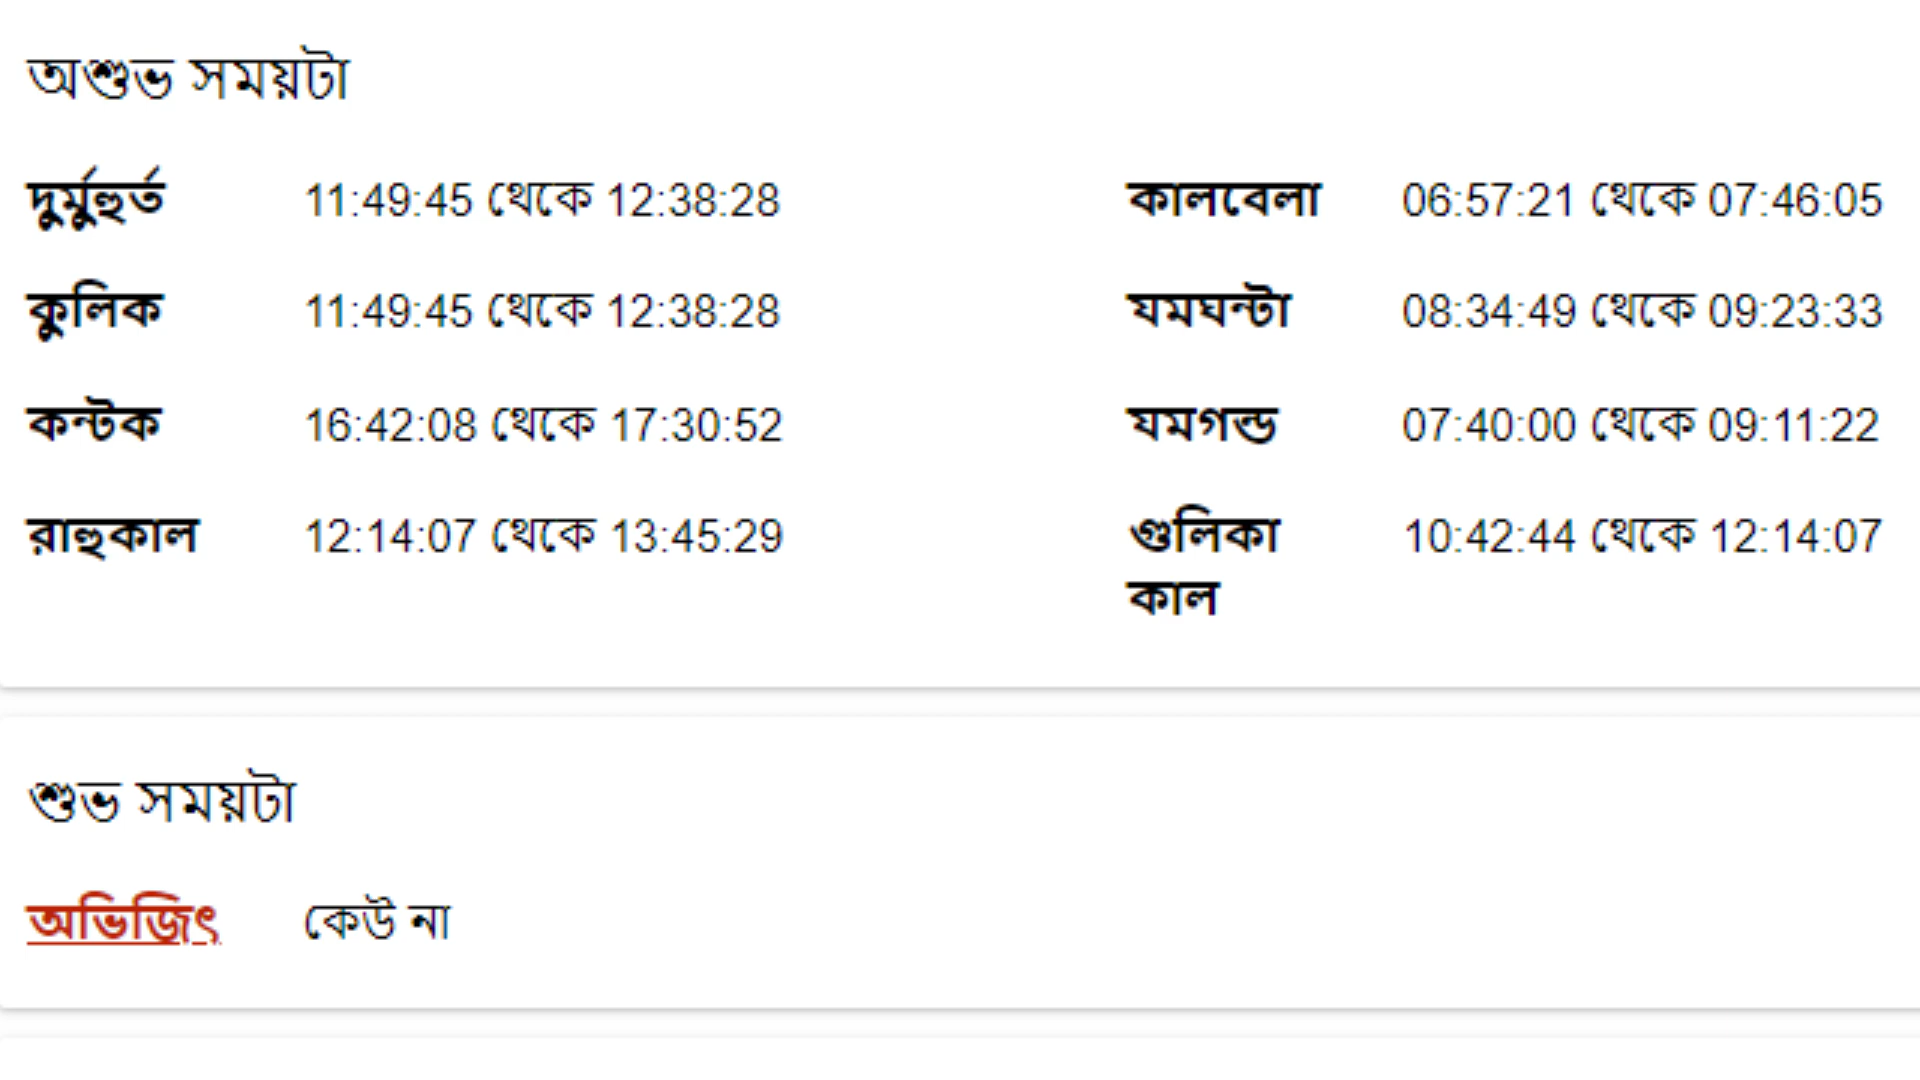 অশুভ সময়টা
দুর্মুহুর্ত 11:49:45 থেকে 12:38:28 কালবেলা 06:57:21 থেকে 07:46:05
কুলিক 11:49:45 থেকে 12:38:28 যমঘন্টা 08:34:49 থেকে 09:23:33
কন্টক 16:42:08 থেকে 17:30:52 যমগন্ড 07:40:00 থেকে 09:11:22
রাহুকাল 12:14:07 থেকে 13:45:29 গুলিকা 10:42:44 থেকে 12:14:07
কাল
শুভ সময়টা
অভিজিৎ কেউ না